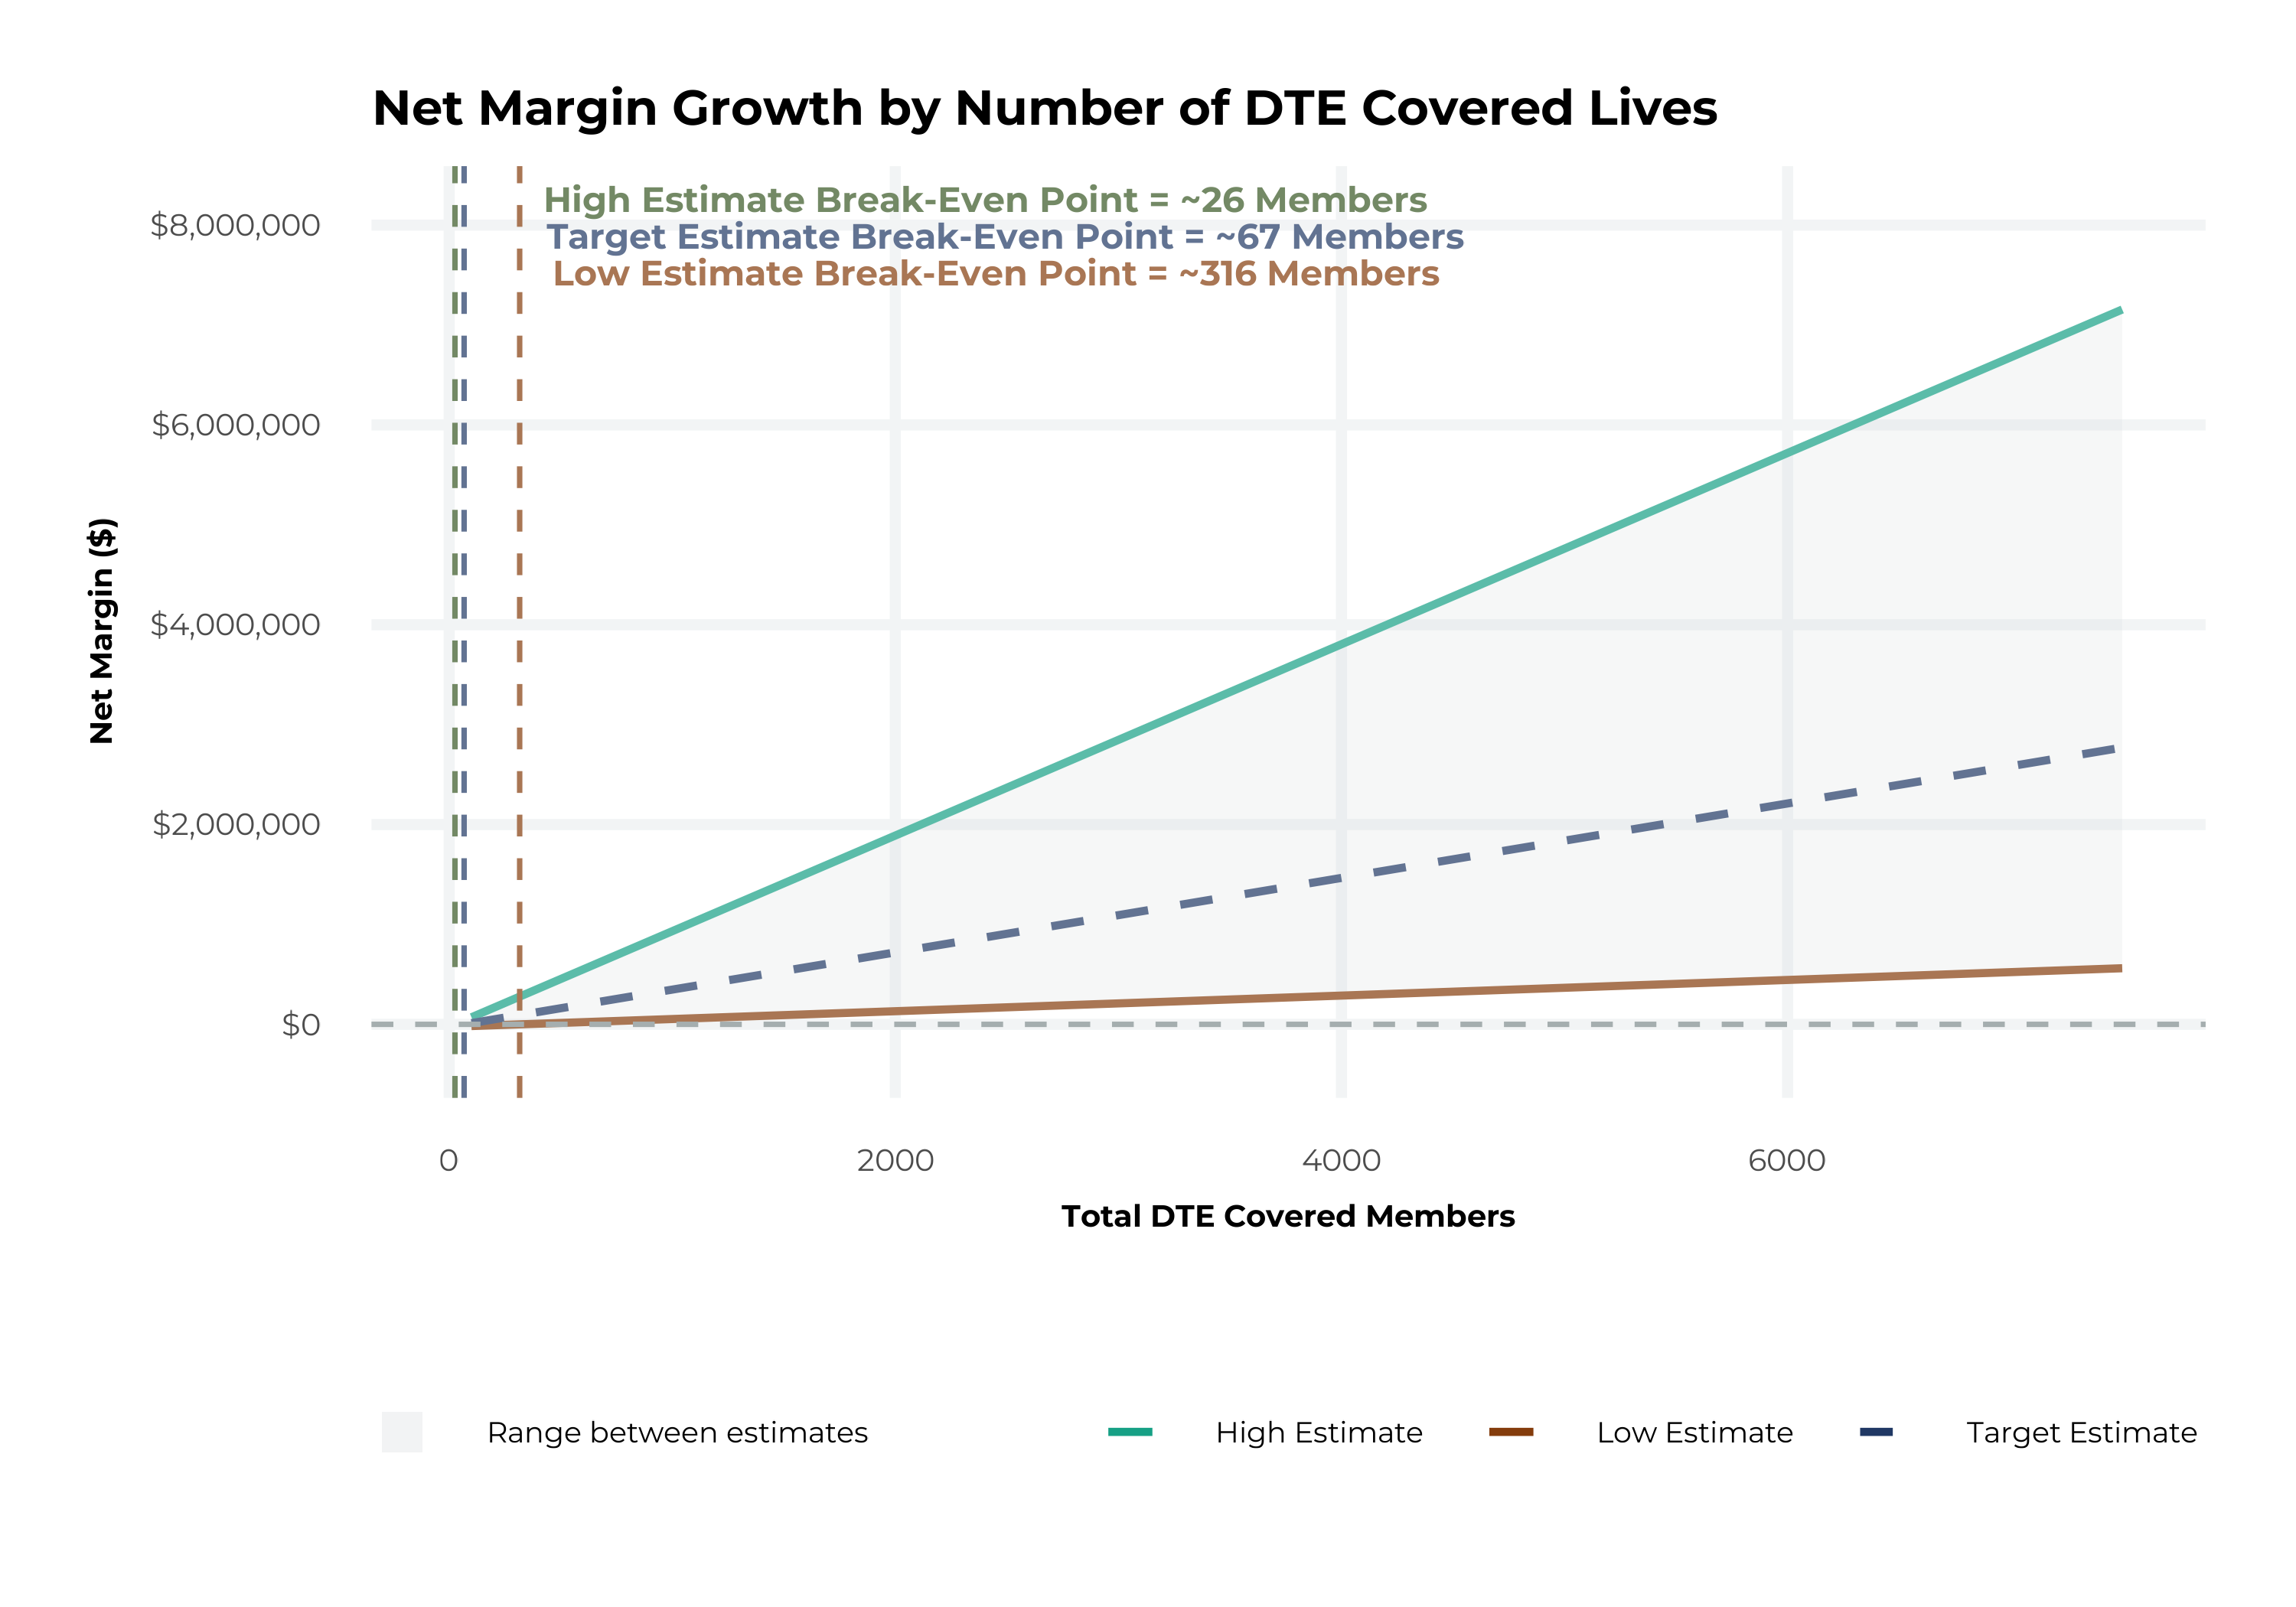 Net Margin Growth by Number of DTE Covered Lives
High Estimate Break-Even Point = ~26 Members
Target Estimate Break-Even Point = ~67 Members
Low Estimate Break-Even Point = ~316 Members
$8,000,000
$6,000,000
$4,000,000
$2,000,000
$0
Net Margin ($)
0 2000 4000 6000
Total DTE Covered Members
Range between estimates High Estimate Low Estimate Target Estimate